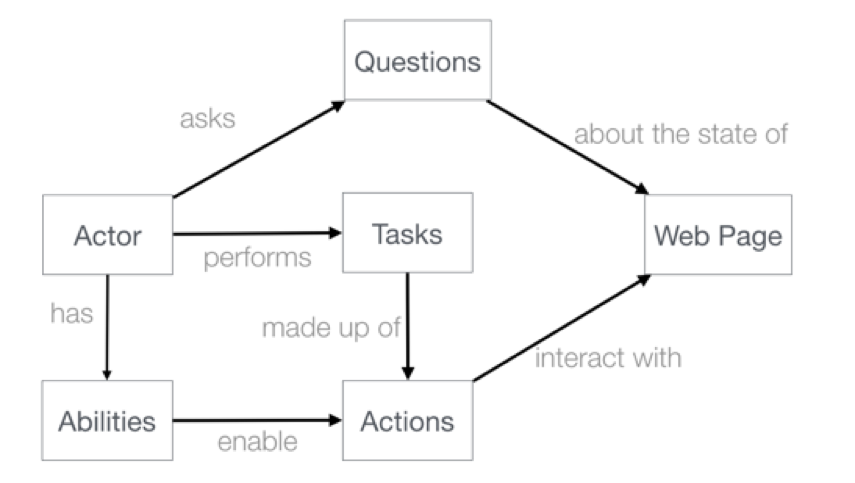 Questions
asks
about the state of
Actor
Tasks
Web Page
performs
has
made up of
interact with
Abilities
Actions
enable